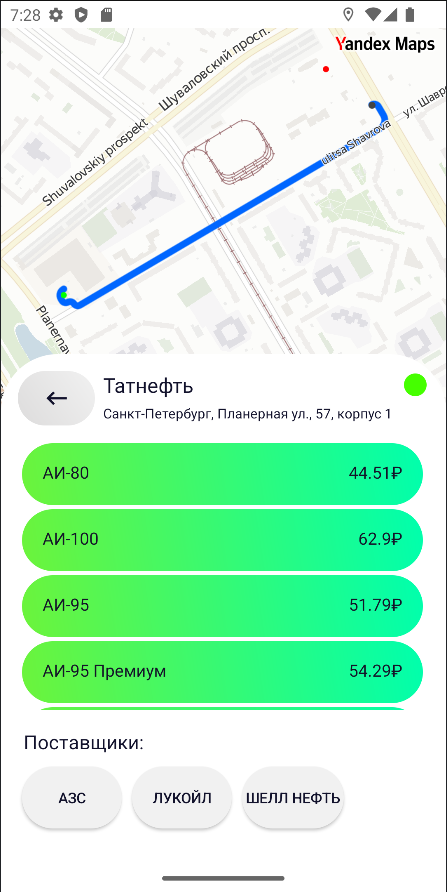 7:28
Yandex Maps
Шуваловский просп.
Shuvalovskiy prospekt
ул. Шавро
ulitsa Shavrova
Planernay
Татнефть
Санкт-Петербург, Планерная ул., 57, корпус 1
АИ-80 44.51₽
АИ-100 62.9₽
АИ-95 51.79₽
АИ-95 Премиум 54.29₽
Поставщики:
АЗС ЛУКОЙЛ ШЕЛЛ НЕФТЬ